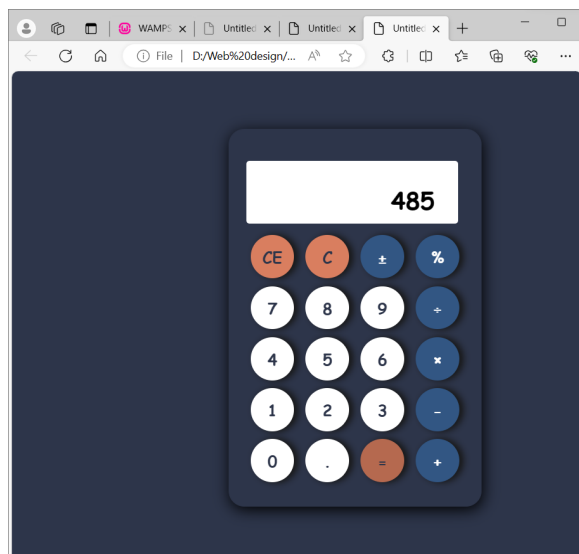 WAMPS
Untitled
Untitled
Untitled
File | D:/Web%20design/...
485
CE C ± %
7 8 9 ÷
4 5 6 ×
1 2 3 −
0 . = +